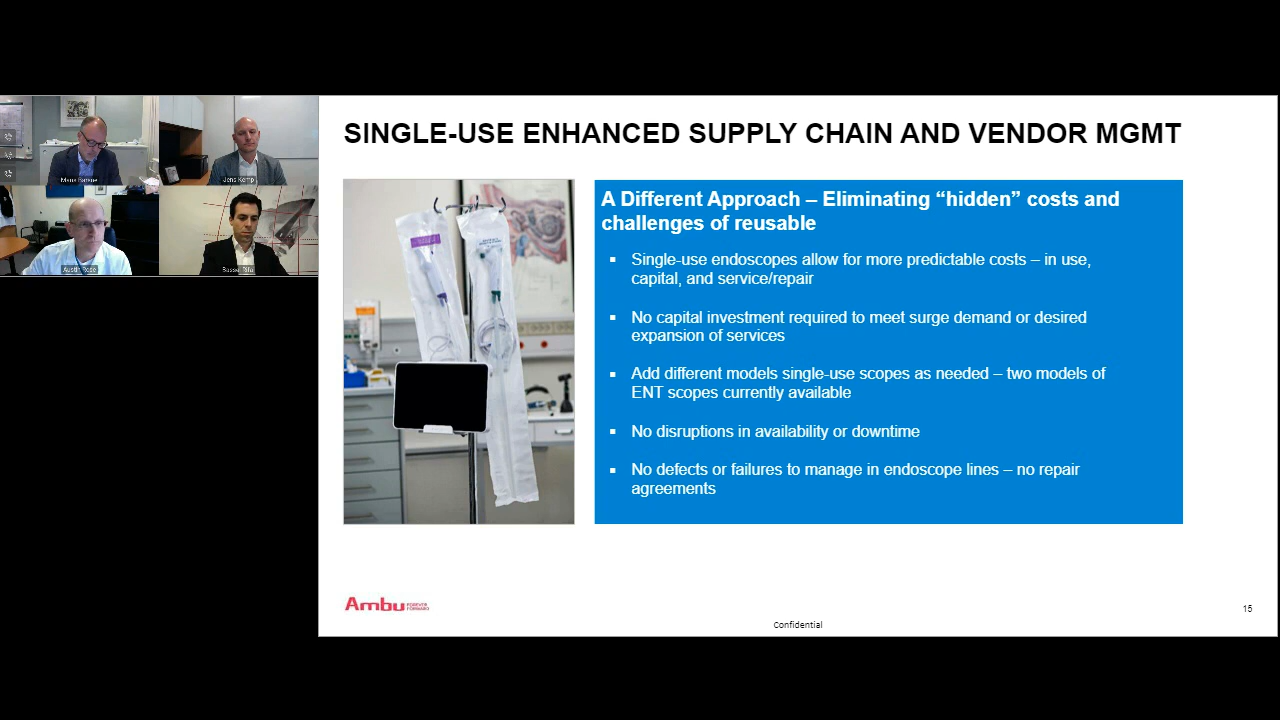 Jens Kemp
Austin Rose
SINGLE-USE ENHANCED SUPPLY CHAIN AND VENDOR MGMT
A Different Approach – Eliminating “hidden” costs and
challenges of reusable
▪ Single-use endoscopes allow for more predictable costs – in use,
capital, and service/repair
▪ No capital investment required to meet surge demand or desired
expansion of services
▪ Add different models single-use scopes as needed – two models of
ENT scopes currently available
▪ No disruptions in availability or downtime
▪ No defects or failures to manage in endoscope lines – no repair
agreements
Ambu FOREVER
FORWARD
15
Confidential